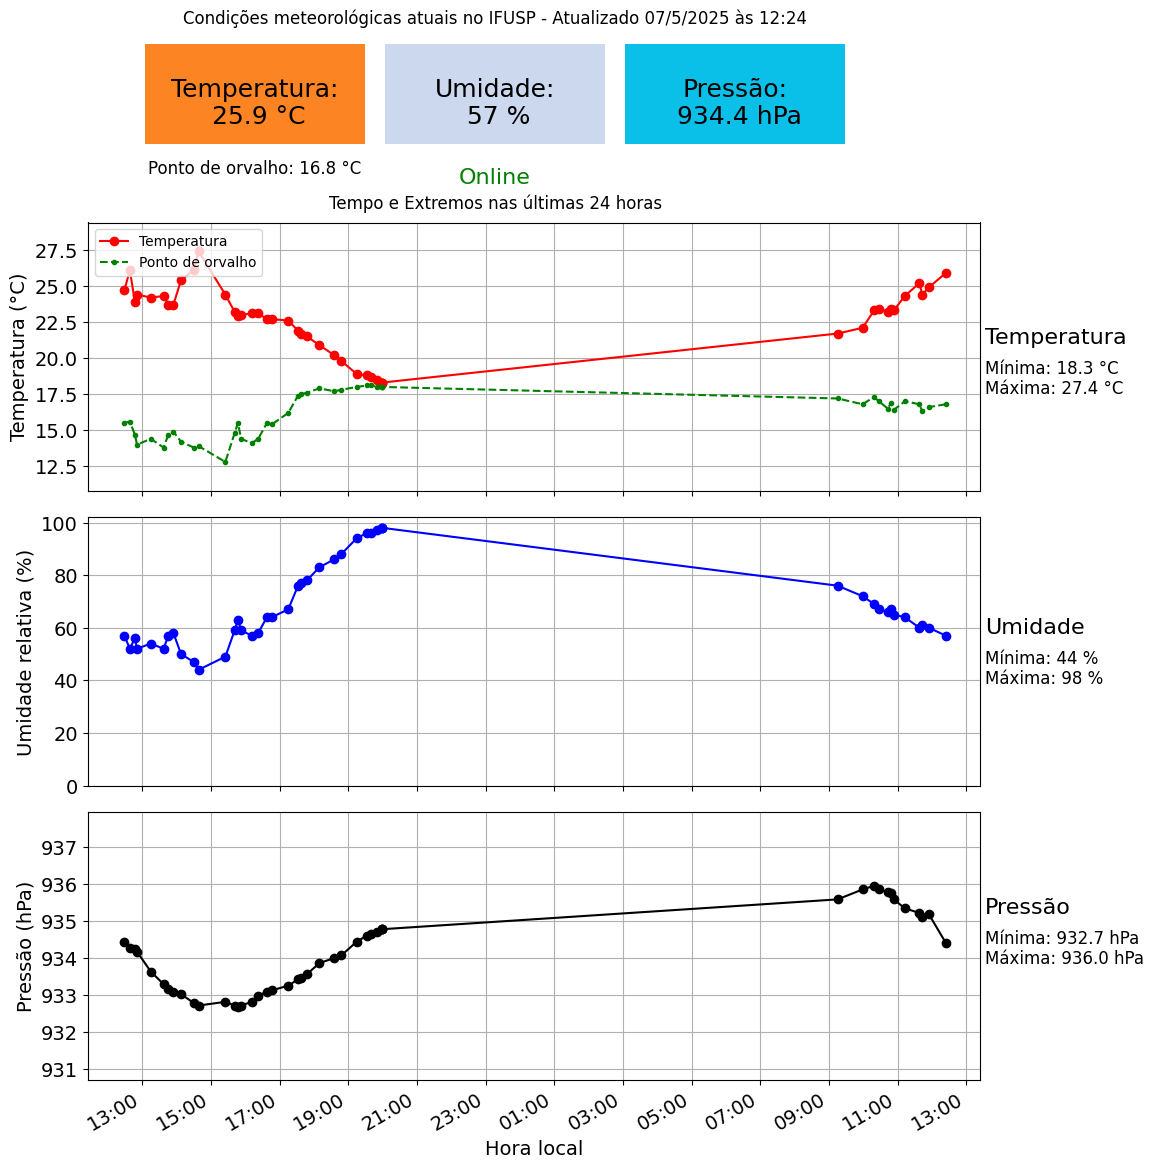 Condições meteorológicas atuais no IFUSP - Atualizado 07/5/2025 às 12:24
Temperatura:
25.9 °C
Umidade:
57 %
Pressão:
934.4 hPa
Ponto de orvalho: 16.8 °C
Online
Tempo e Extremos nas últimas 24 horas
Temperatura
Ponto de orvalho
Temperatura (°C)
27.5
25.0
22.5
20.0
17.5
15.0
12.5
Temperatura
Mínima: 18.3 °C
Máxima: 27.4 °C
Umidade relativa (%)
100
80
60
40
20
0
Umidade
Mínima: 44 %
Máxima: 98 %
Pressão (hPa)
937
936
935
934
933
932
931
Pressão
Mínima: 932.7 hPa
Máxima: 936.0 hPa
13:00 15:00 17:00 19:00 21:00 23:00 01:00 03:00 05:00 07:00 09:00 11:00 13:00
Hora local